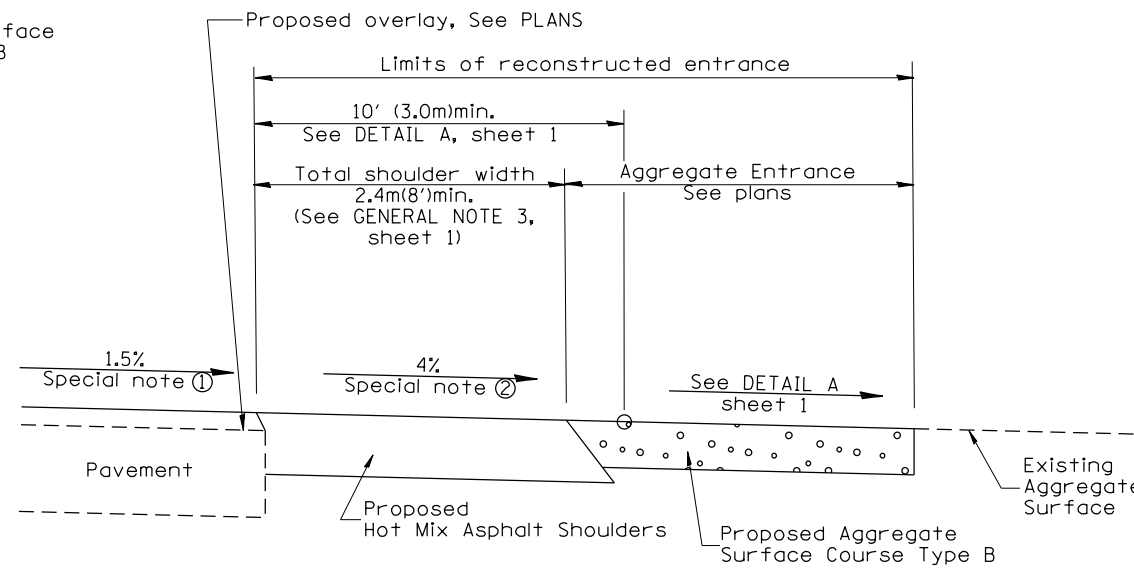 Proposed overlay, See PLANS
Limits of reconstructed entrance
10' (3.0m)min.
See DETAIL A, sheet 1
Total shoulder width
2.4m(8')min.
(See GENERAL NOTE 3,
sheet 1)
Aggregate Entrance
See plans
1.5%
Special note ①
4%
Special note ②
See DETAIL A
sheet 1
Pavement
Proposed
Hot Mix Asphalt Shoulders
Proposed Aggregate
Surface Course Type B
Existing
Aggregate
Surface